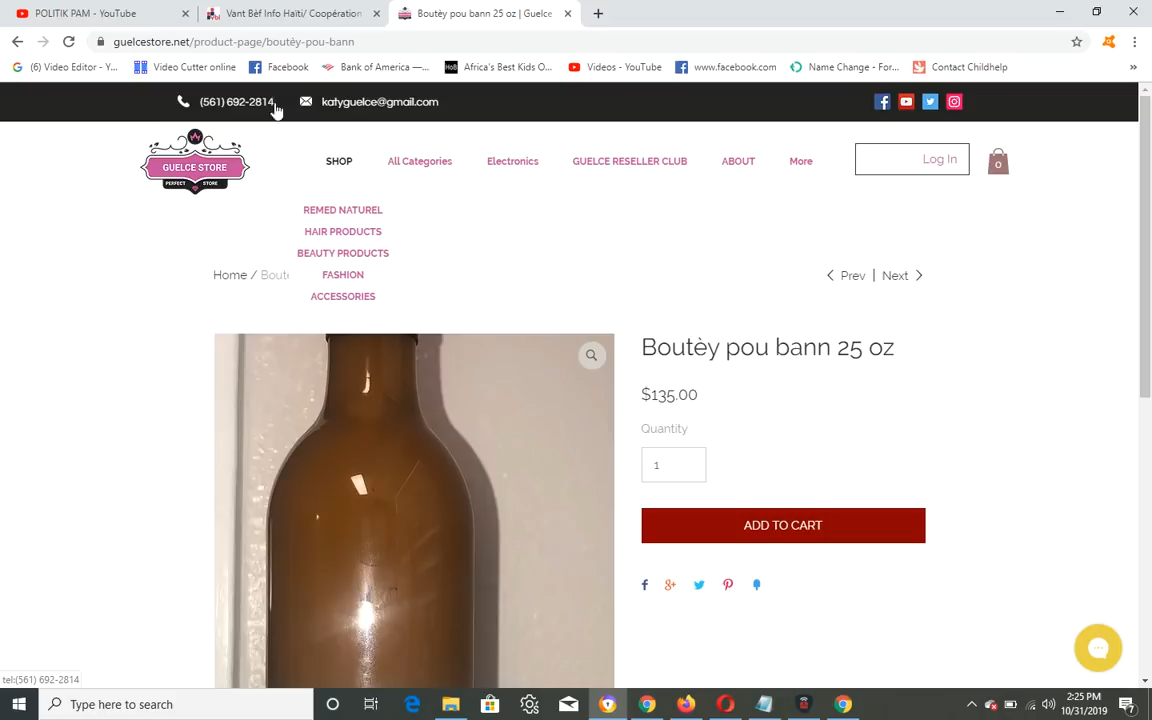 POLITIK PAM - YouTube
Vant Bèf Info Haïti/ Coopération
Boutèy pou bann 25 oz | Guelce
guelcestore.net/product-page/boutèy-pou-bann
(6) Video Editor - Y...
Video Cutter online
Facebook
Bank of America —...
Africa's Best Kids O...
Videos - YouTube
www.facebook.com
Name Change - For...
Contact Childhelp
(561) 692-2814
katyguelce@gmail.com
GUELCE STORE
PERFECT STORE
SHOP
All Categories
Electronics
GUELCE RESELLER CLUB
ABOUT
More
Log In
0
REMED NATUREL
HAIR PRODUCTS
BEAUTY PRODUCTS
FASHION
ACCESSORIES
Home / Boutè
Prev | Next
Boutèy pou bann 25 oz
$135.00
Quantity
1
ADD TO CART
tel:(561) 692-2814
Type here to search
2:25 PM
10/31/2019
7